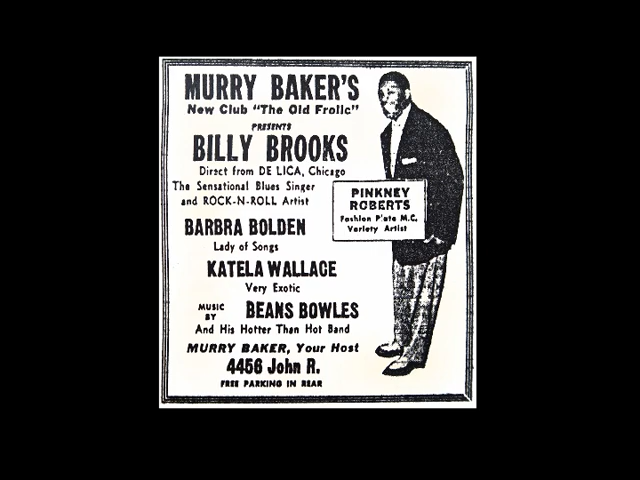 MURRY BAKER'S
New Club "The Old Frolic"
PRESENTS
BILLY BROOKS
Direct from DE LICA, Chicago
The Sensational Blues Singer
and ROCK-N-ROLL Artist
PINKNEY
ROBERTS
Fashion Plate M.C.
Variety Artist
BARBRA BOLDEN
Lady of Songs
KATELA WALLACE
Very Exotic
MUSIC
BY
BEANS BOWLES
And His Hotter Than Hot Band
MURRY BAKER, Your Host
4456 John R.
FREE PARKING IN REAR